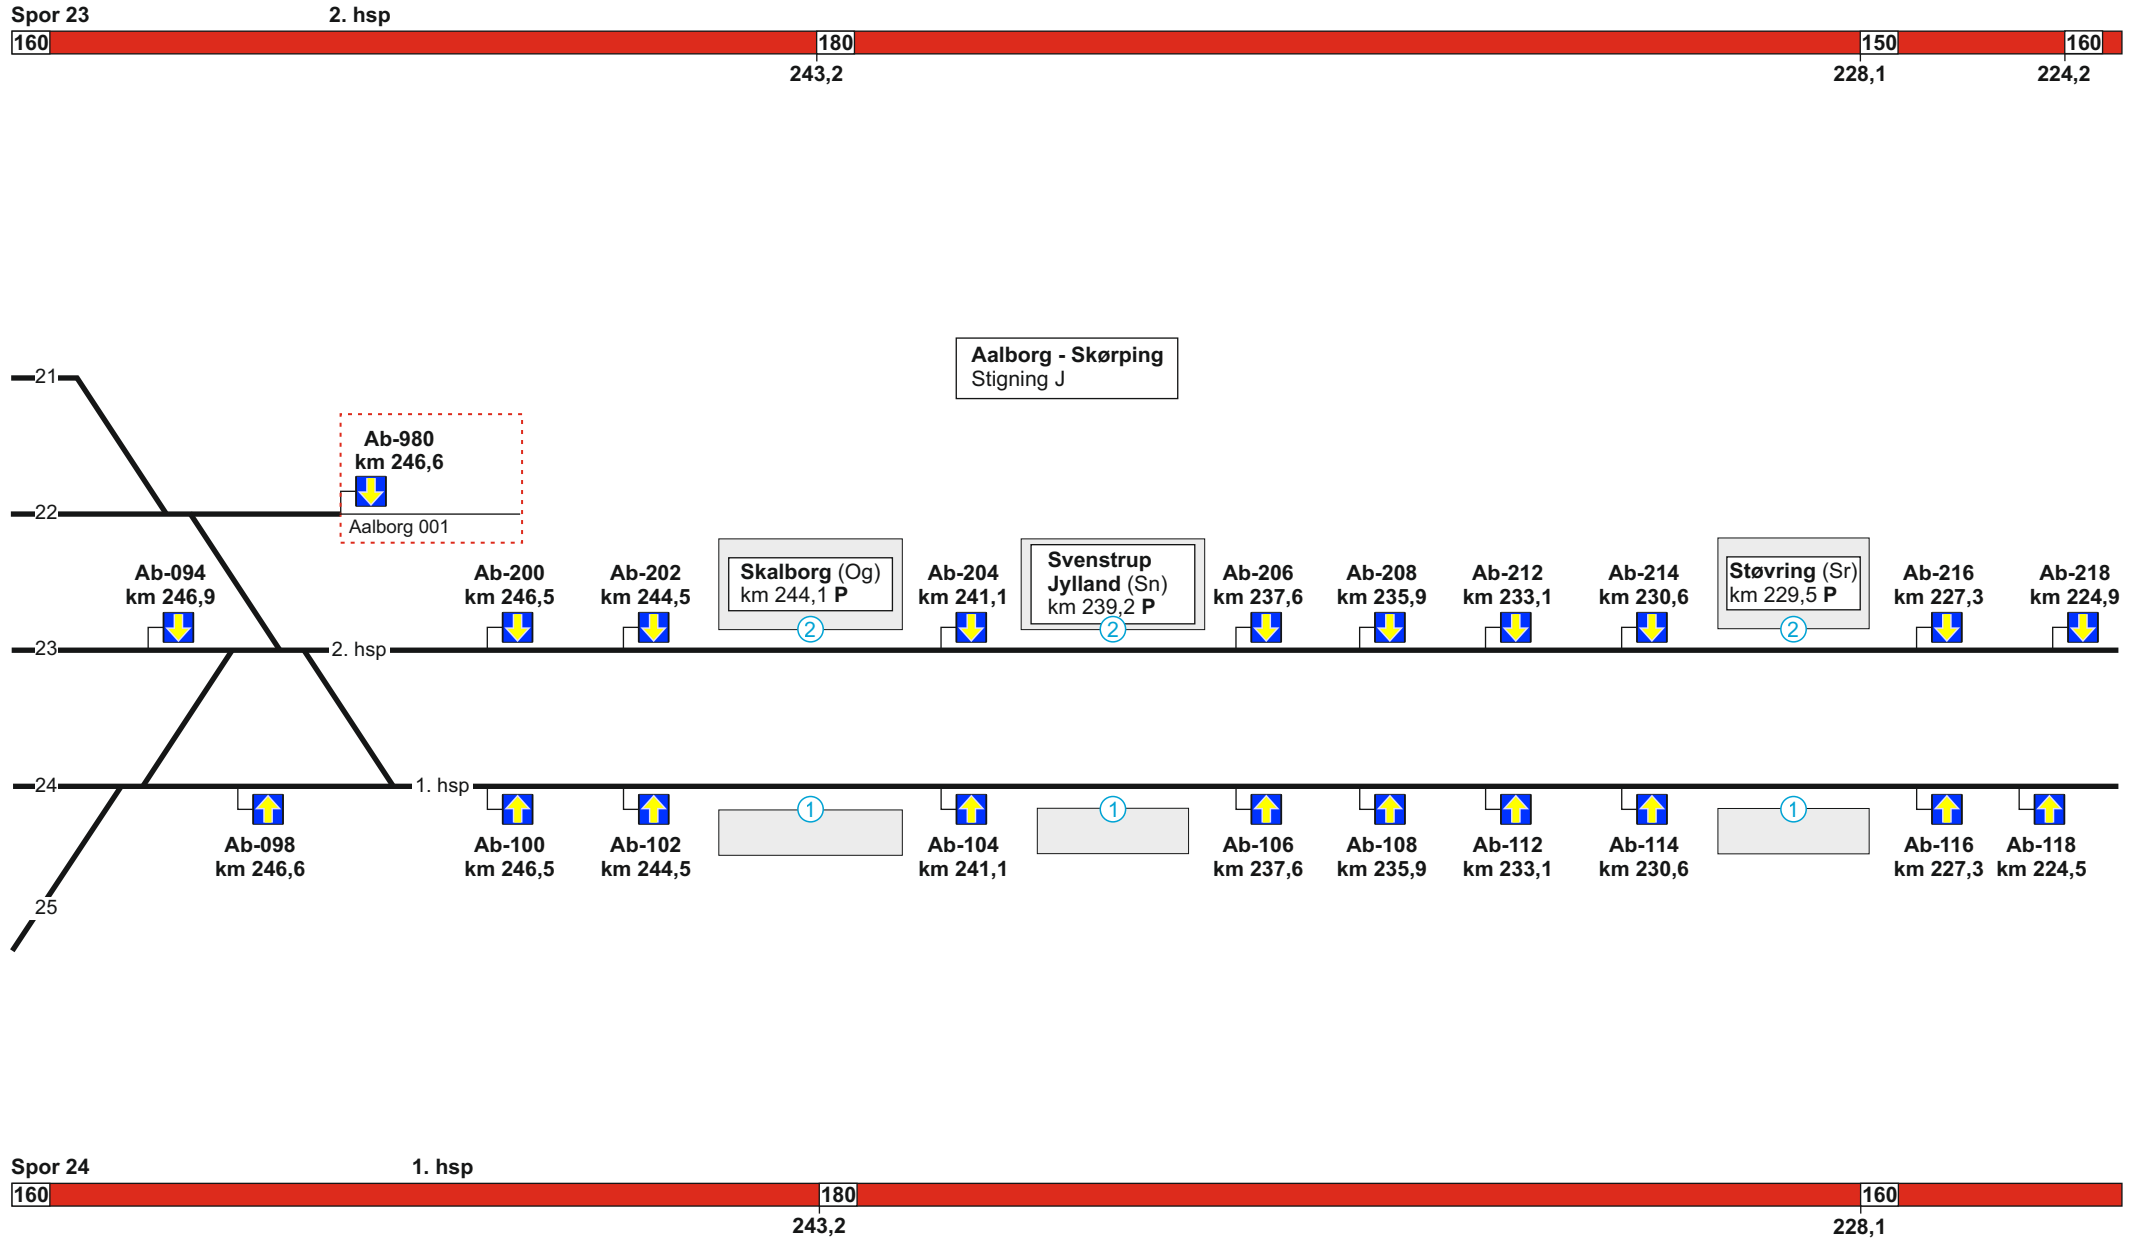 Spor 23 2. hsp
160 180 150 160
243,2 228,1 224,2
Aalborg - Skørping
Stigning J
21
Ab-980
km 246,6
22
Aalborg 001
Ab-094
km 246,9
Ab-200
km 246,5
Ab-202
km 244,5
Skalborg (Og)
km 244,1 P
2
Ab-204
km 241,1
Svenstrup
Jylland (Sn)
km 239,2 P
2
Ab-206
km 237,6
Ab-208
km 235,9
Ab-212
km 233,1
Ab-214
km 230,6
Støvring (Sr)
km 229,5 P
2
Ab-216
km 227,3
Ab-218
km 224,9
23 2. hsp
24 1. hsp
1
1
1
Ab-098
km 246,6
Ab-100
km 246,5
Ab-102
km 244,5
Ab-104
km 241,1
Ab-106
km 237,6
Ab-108
km 235,9
Ab-112
km 233,1
Ab-114
km 230,6
Ab-116
km 227,3
Ab-118
km 224,5
25
Spor 24 1. hsp
160 180 160
243,2 228,1